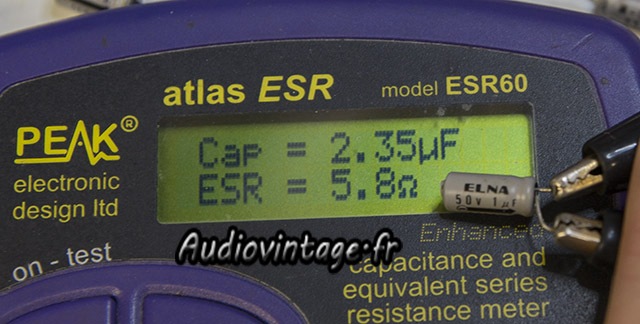 atlas ESR model ESR60
PEAK®
electronic
design ltd
Cap = 2.35µF
ESR = 5.8Ω
ELNA
50V 1µF
Audiovintage.fr
Enhanced
on - test
capacitance and
equivalent series
resistance meter